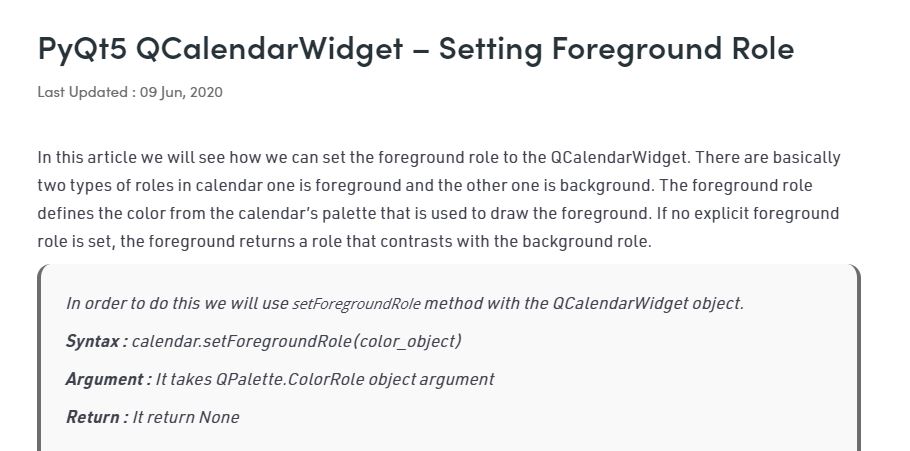 PyQt5 QCalendarWidget – Setting Foreground Role
Last Updated : 09 Jun, 2020
In this article we will see how we can set the foreground role to the QCalendarWidget. There are basically
two types of roles in calendar one is foreground and the other one is background. The foreground role
defines the color from the calendar's palette that is used to draw the foreground. If no explicit foreground
role is set, the foreground returns a role that contrasts with the background role.
In order to do this we will use setForegroundRole method with the QCalendarWidget object.
Syntax : calendar.setForegroundRole(color_object)
Argument : It takes QPalette.ColorRole object argument
Return : It return None